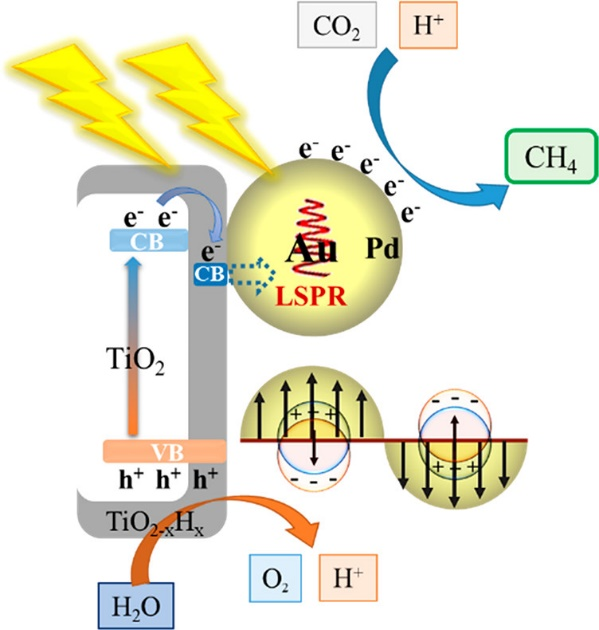 CO₂ H⁺
CH₄
e⁻ e⁻ e⁻ e⁻ e⁻
e⁻ e⁻
CB
e⁻
CB
Au Pd
LSPR
TiO₂
VB
h⁺ h⁺ h⁺
+ - +
- - -
- - -
+ - +
TiO₂₋ₓHₓ
H₂O
O₂ H⁺